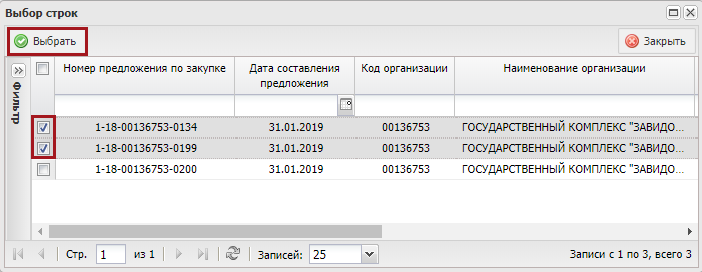 Выбор строк
Выбрать
Закрыть
Фильтр
Номер предложения по закупке
Дата составления предложения
Код организации
Наименование организации
1-18-00136753-0134 31.01.2019 00136753 ГОСУДАРСТВЕННЫЙ КОМПЛЕКС "ЗАВИДО...
1-18-00136753-0199 31.01.2019 00136753 ГОСУДАРСТВЕННЫЙ КОМПЛЕКС "ЗАВИДО...
1-18-00136753-0200 31.01.2019 00136753 ГОСУДАРСТВЕННЫЙ КОМПЛЕКС "ЗАВИДО...
Стр. 1 из 1 Записей: 25 Записи с 1 по 3, всего 3